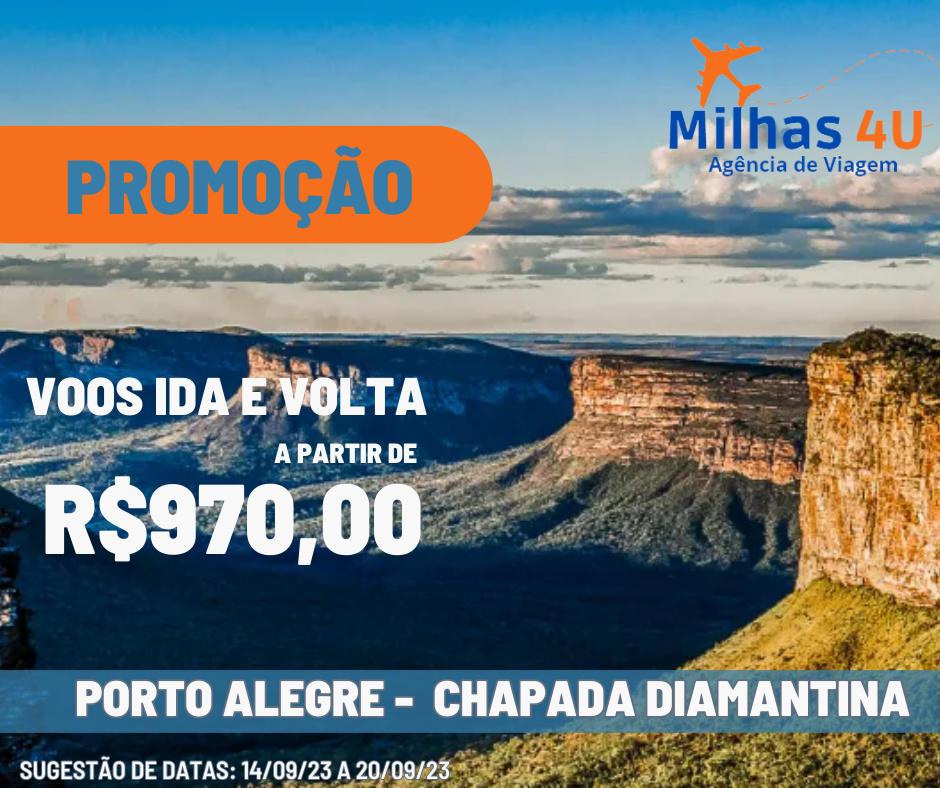 Milhas 4U
Agência de Viagem
PROMOÇÃO
VOOS IDA E VOLTA
A PARTIR DE
R$970,00
PORTO ALEGRE - CHAPADA DIAMANTINA
SUGESTÃO DE DATAS: 14/09/23 A 20/09/23